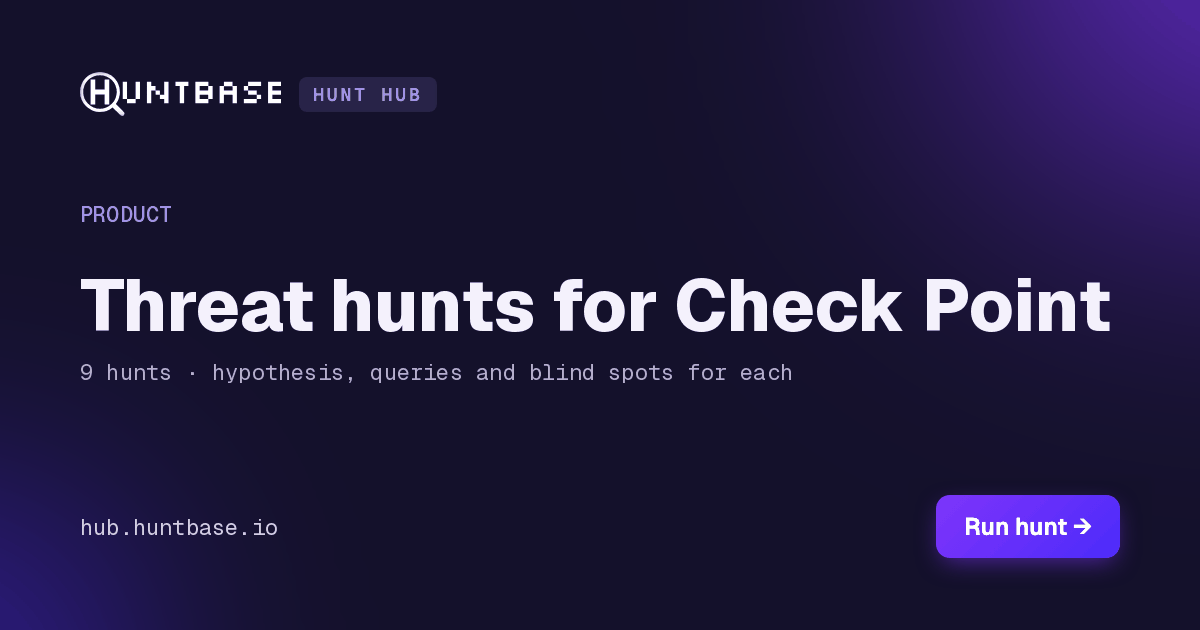 HUNTBASE HUNT HUB
PRODUCT
Threat hunts for Check Point
9 hunts · hypothesis, queries and blind spots for each
hub.huntbase.io
Run hunt →